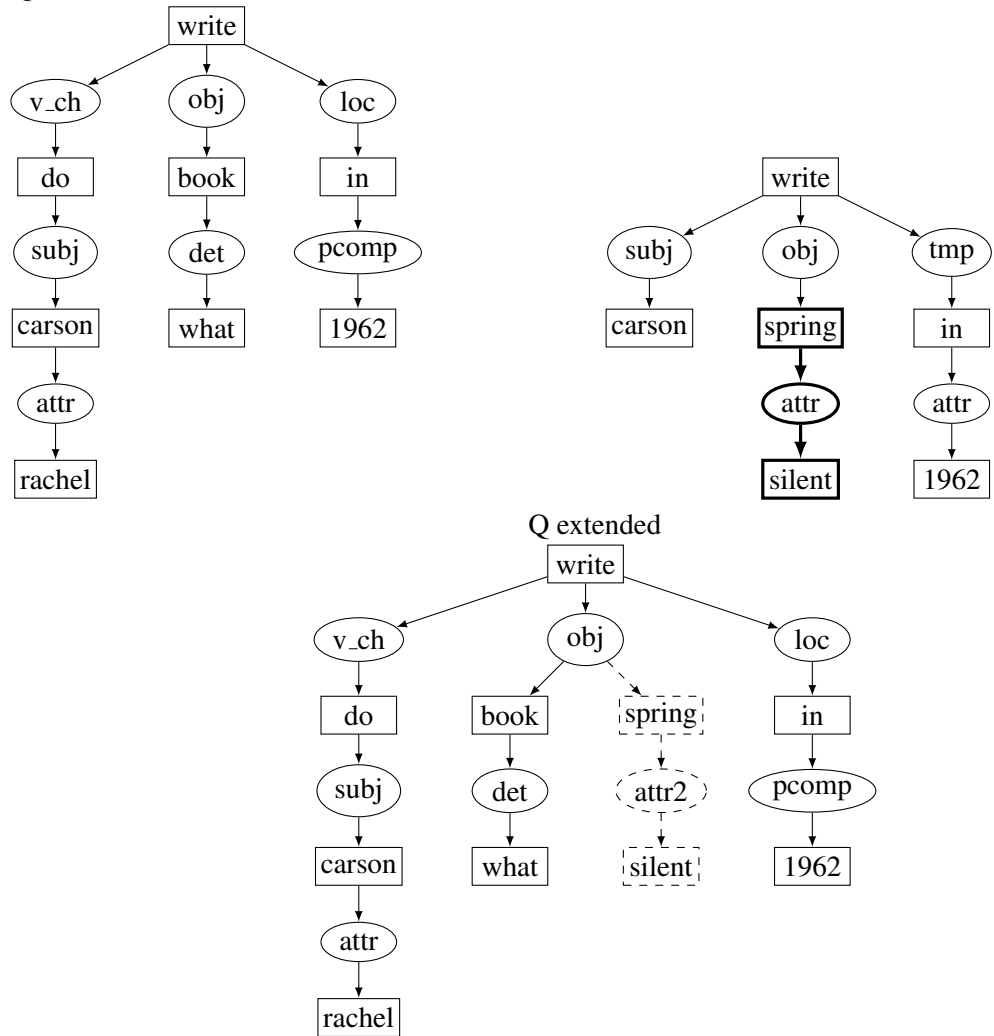 write
v_ch obj loc
do book in
subj det pcomp
carson what 1962
attr
rachel
write
subj obj tmp
carson spring in
attr attr
silent 1962
Q extended
write
v_ch obj loc
do book spring in
subj det attr2 pcomp
carson what silent 1962
attr
rachel